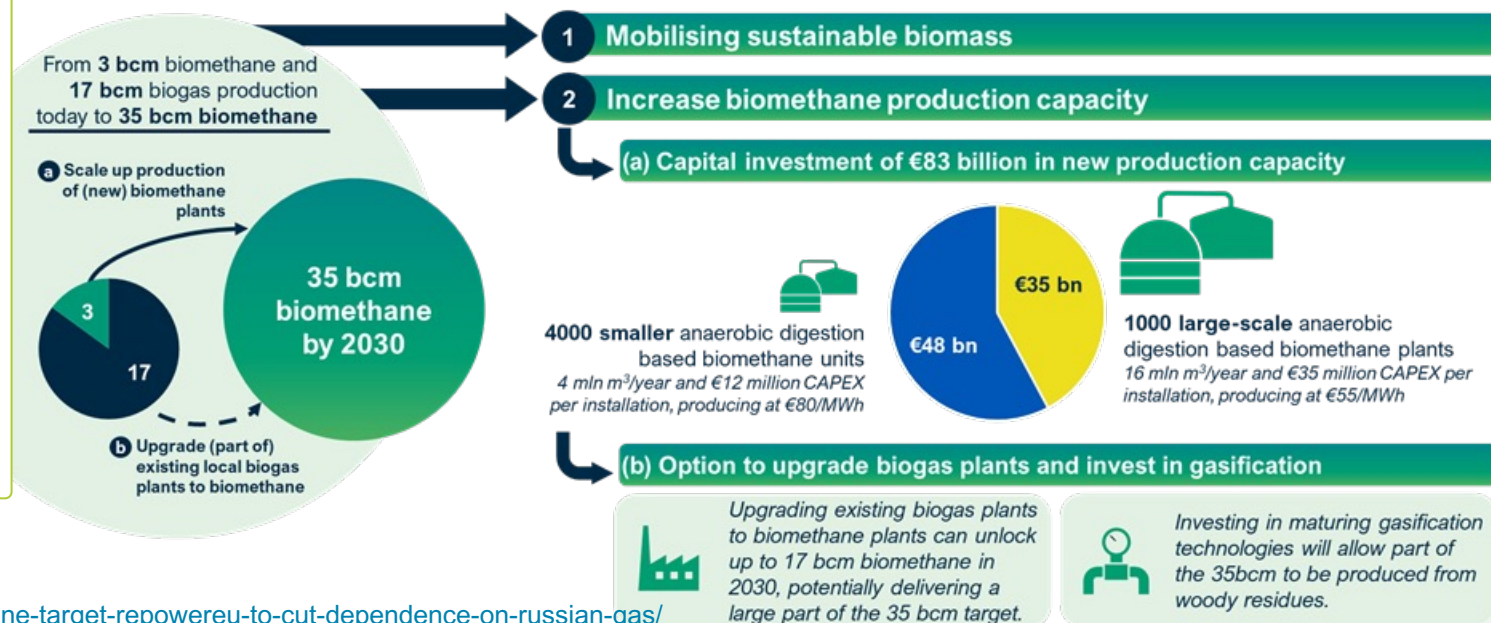 From 3 bcm biomethane and
17 bcm biogas production
today to 35 bcm biomethane
a Scale up production
of (new) biomethane
plants
3
17
35 bcm
biomethane
by 2030
b Upgrade (part of)
existing local biogas
plants to biomethane
1 Mobilising sustainable biomass
2 Increase biomethane production capacity
(a) Capital investment of €83 billion in new production capacity
4000 smaller anaerobic digestion
based biomethane units
4 mln m³/year and €12 million CAPEX
per installation, producing at €80/MWh
€48 bn
€35 bn
1000 large-scale anaerobic
digestion based biomethane plants
16 mln m³/year and €35 million CAPEX per
installation, producing at €55/MWh
(b) Option to upgrade biogas plants and invest in gasification
Upgrading existing biogas plants
to biomethane plants can unlock
up to 17 bcm biomethane in
2030, potentially delivering a
large part of the 35 bcm target.
Investing in maturing gasification
technologies will allow part of
the 35bcm to be produced from
woody residues.
ne-target-repowereu-to-cut-dependence-on-russian-gas/